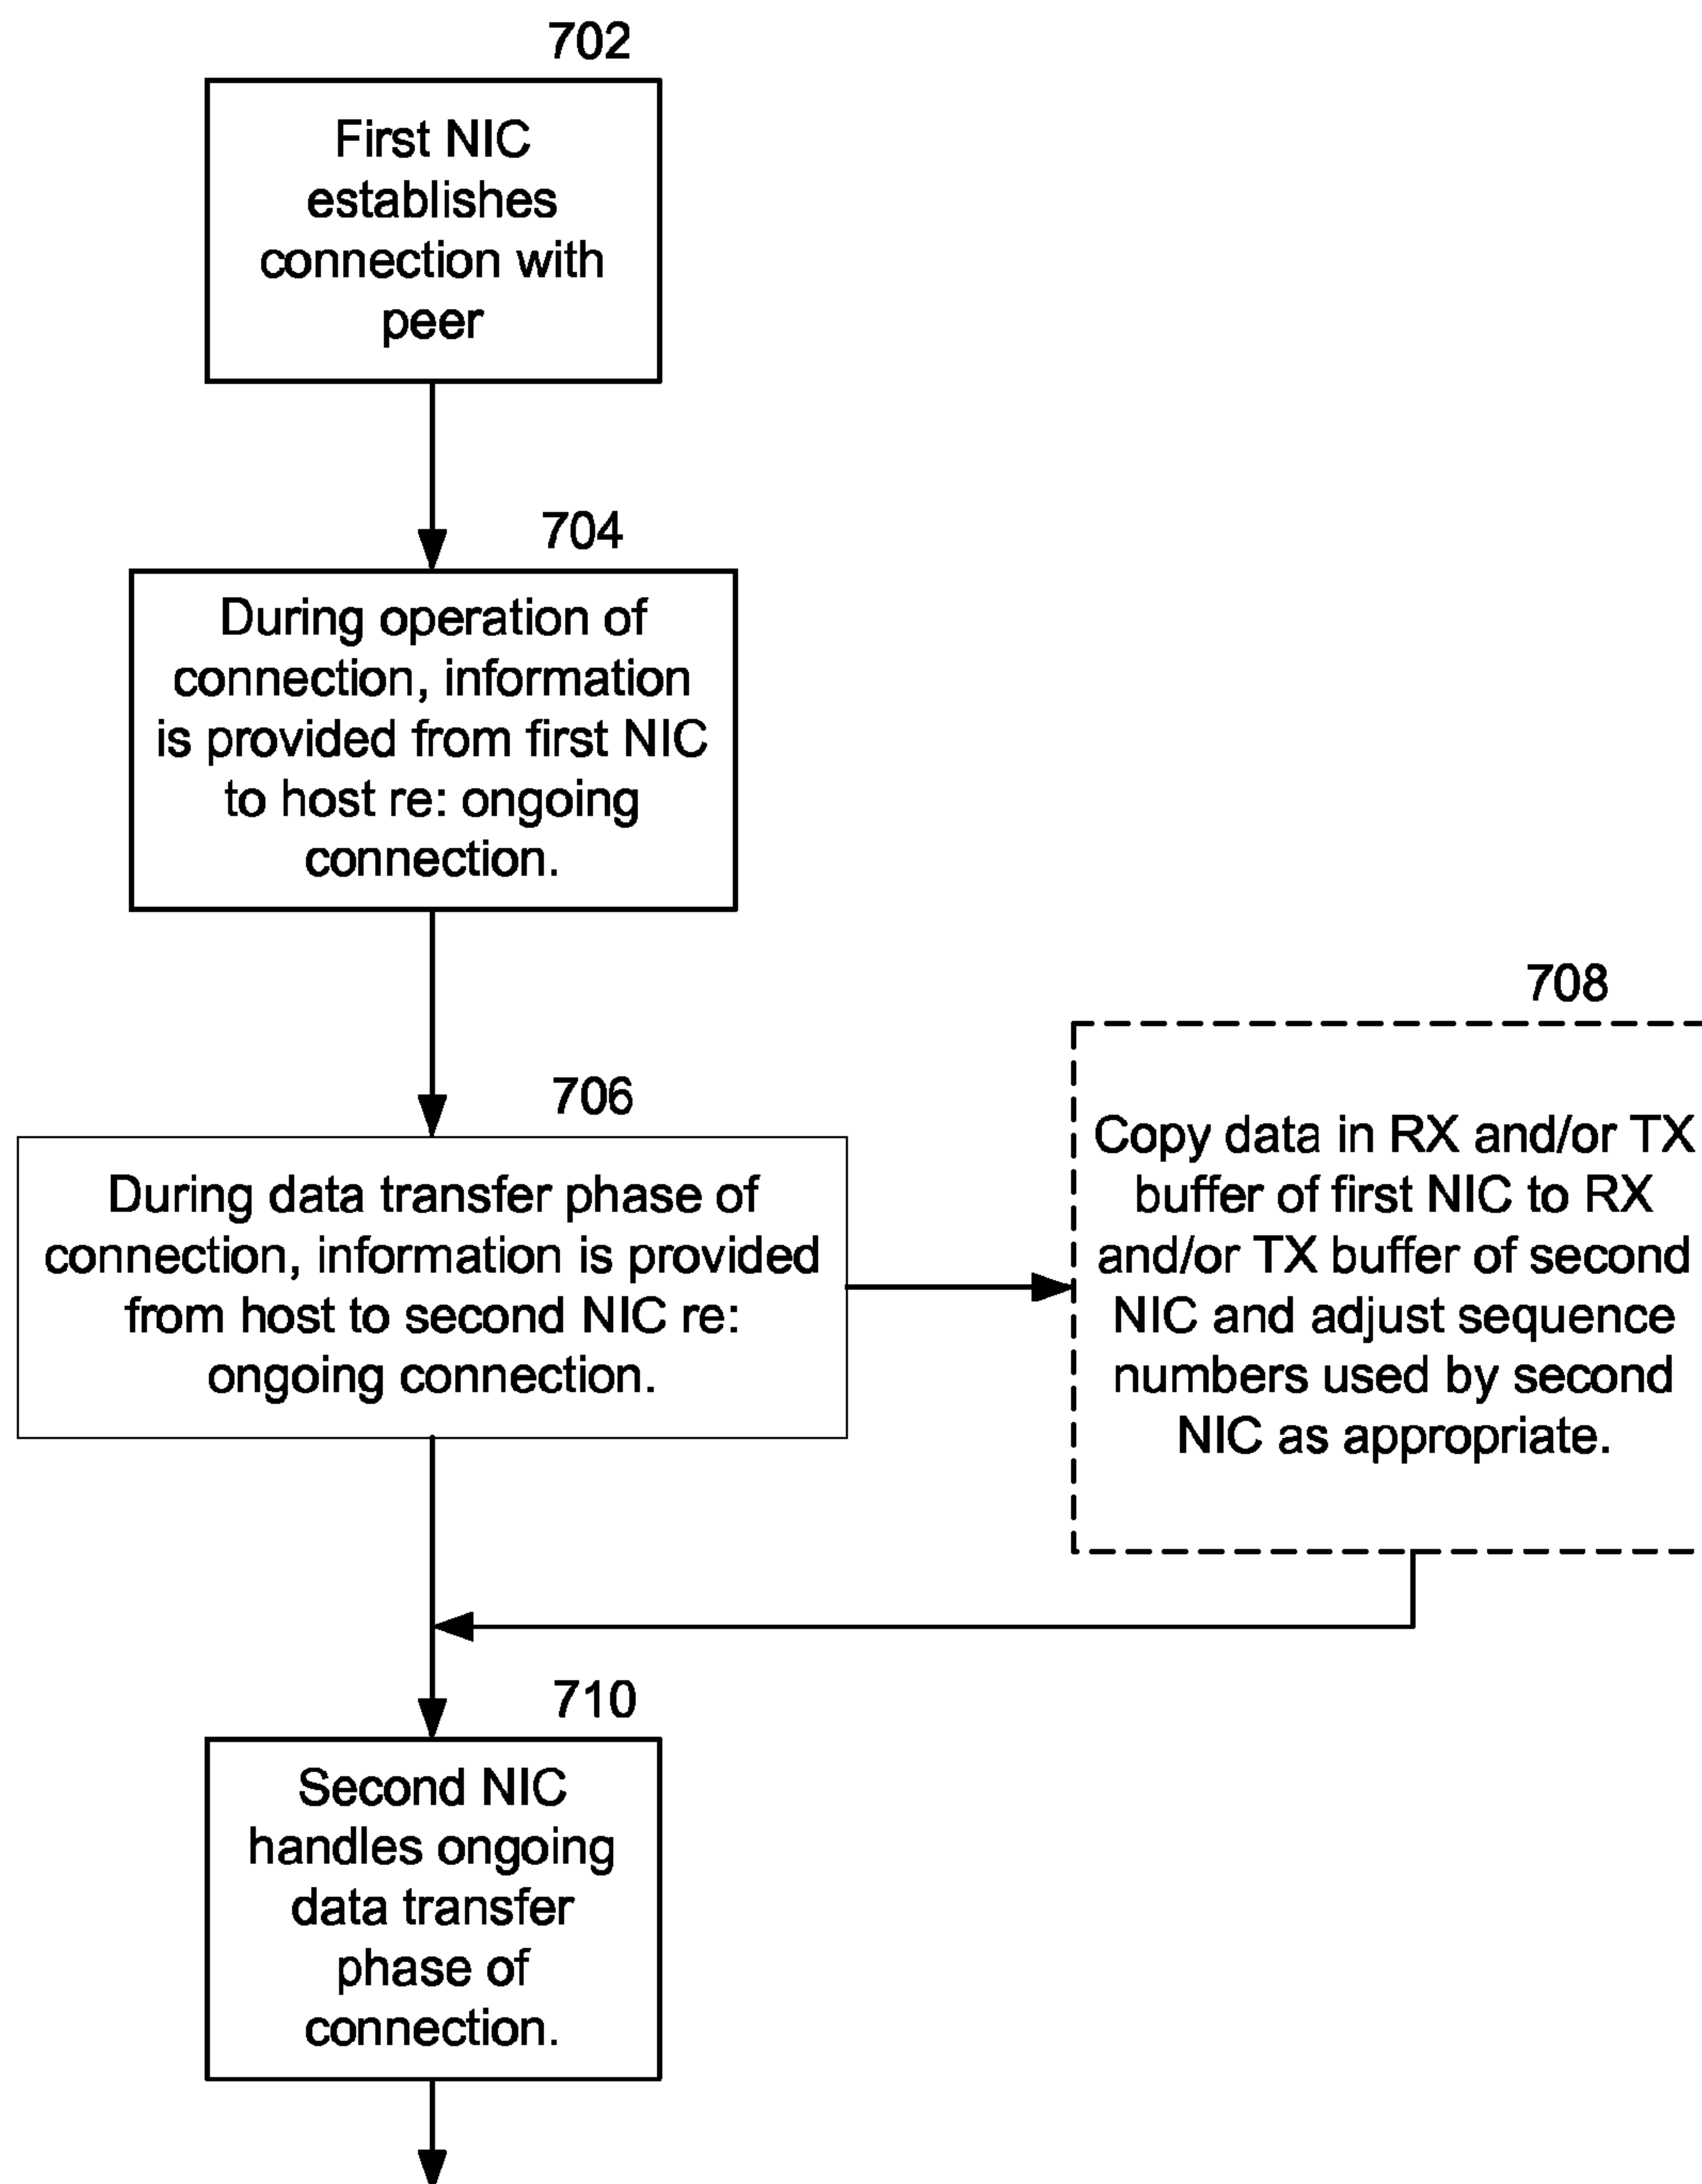 702
First NIC
establishes
connection with
peer
704
During operation of
connection, information
is provided from first NIC
to host re: ongoing
connection.
706
During data transfer phase of
connection, information is provided
from host to second NIC re:
ongoing connection.
708
Copy data in RX and/or TX
buffer of first NIC to RX
and/or TX buffer of second
NIC and adjust sequence
numbers used by second
NIC as appropriate.
710
Second NIC
handles ongoing
data transfer
phase of
connection.